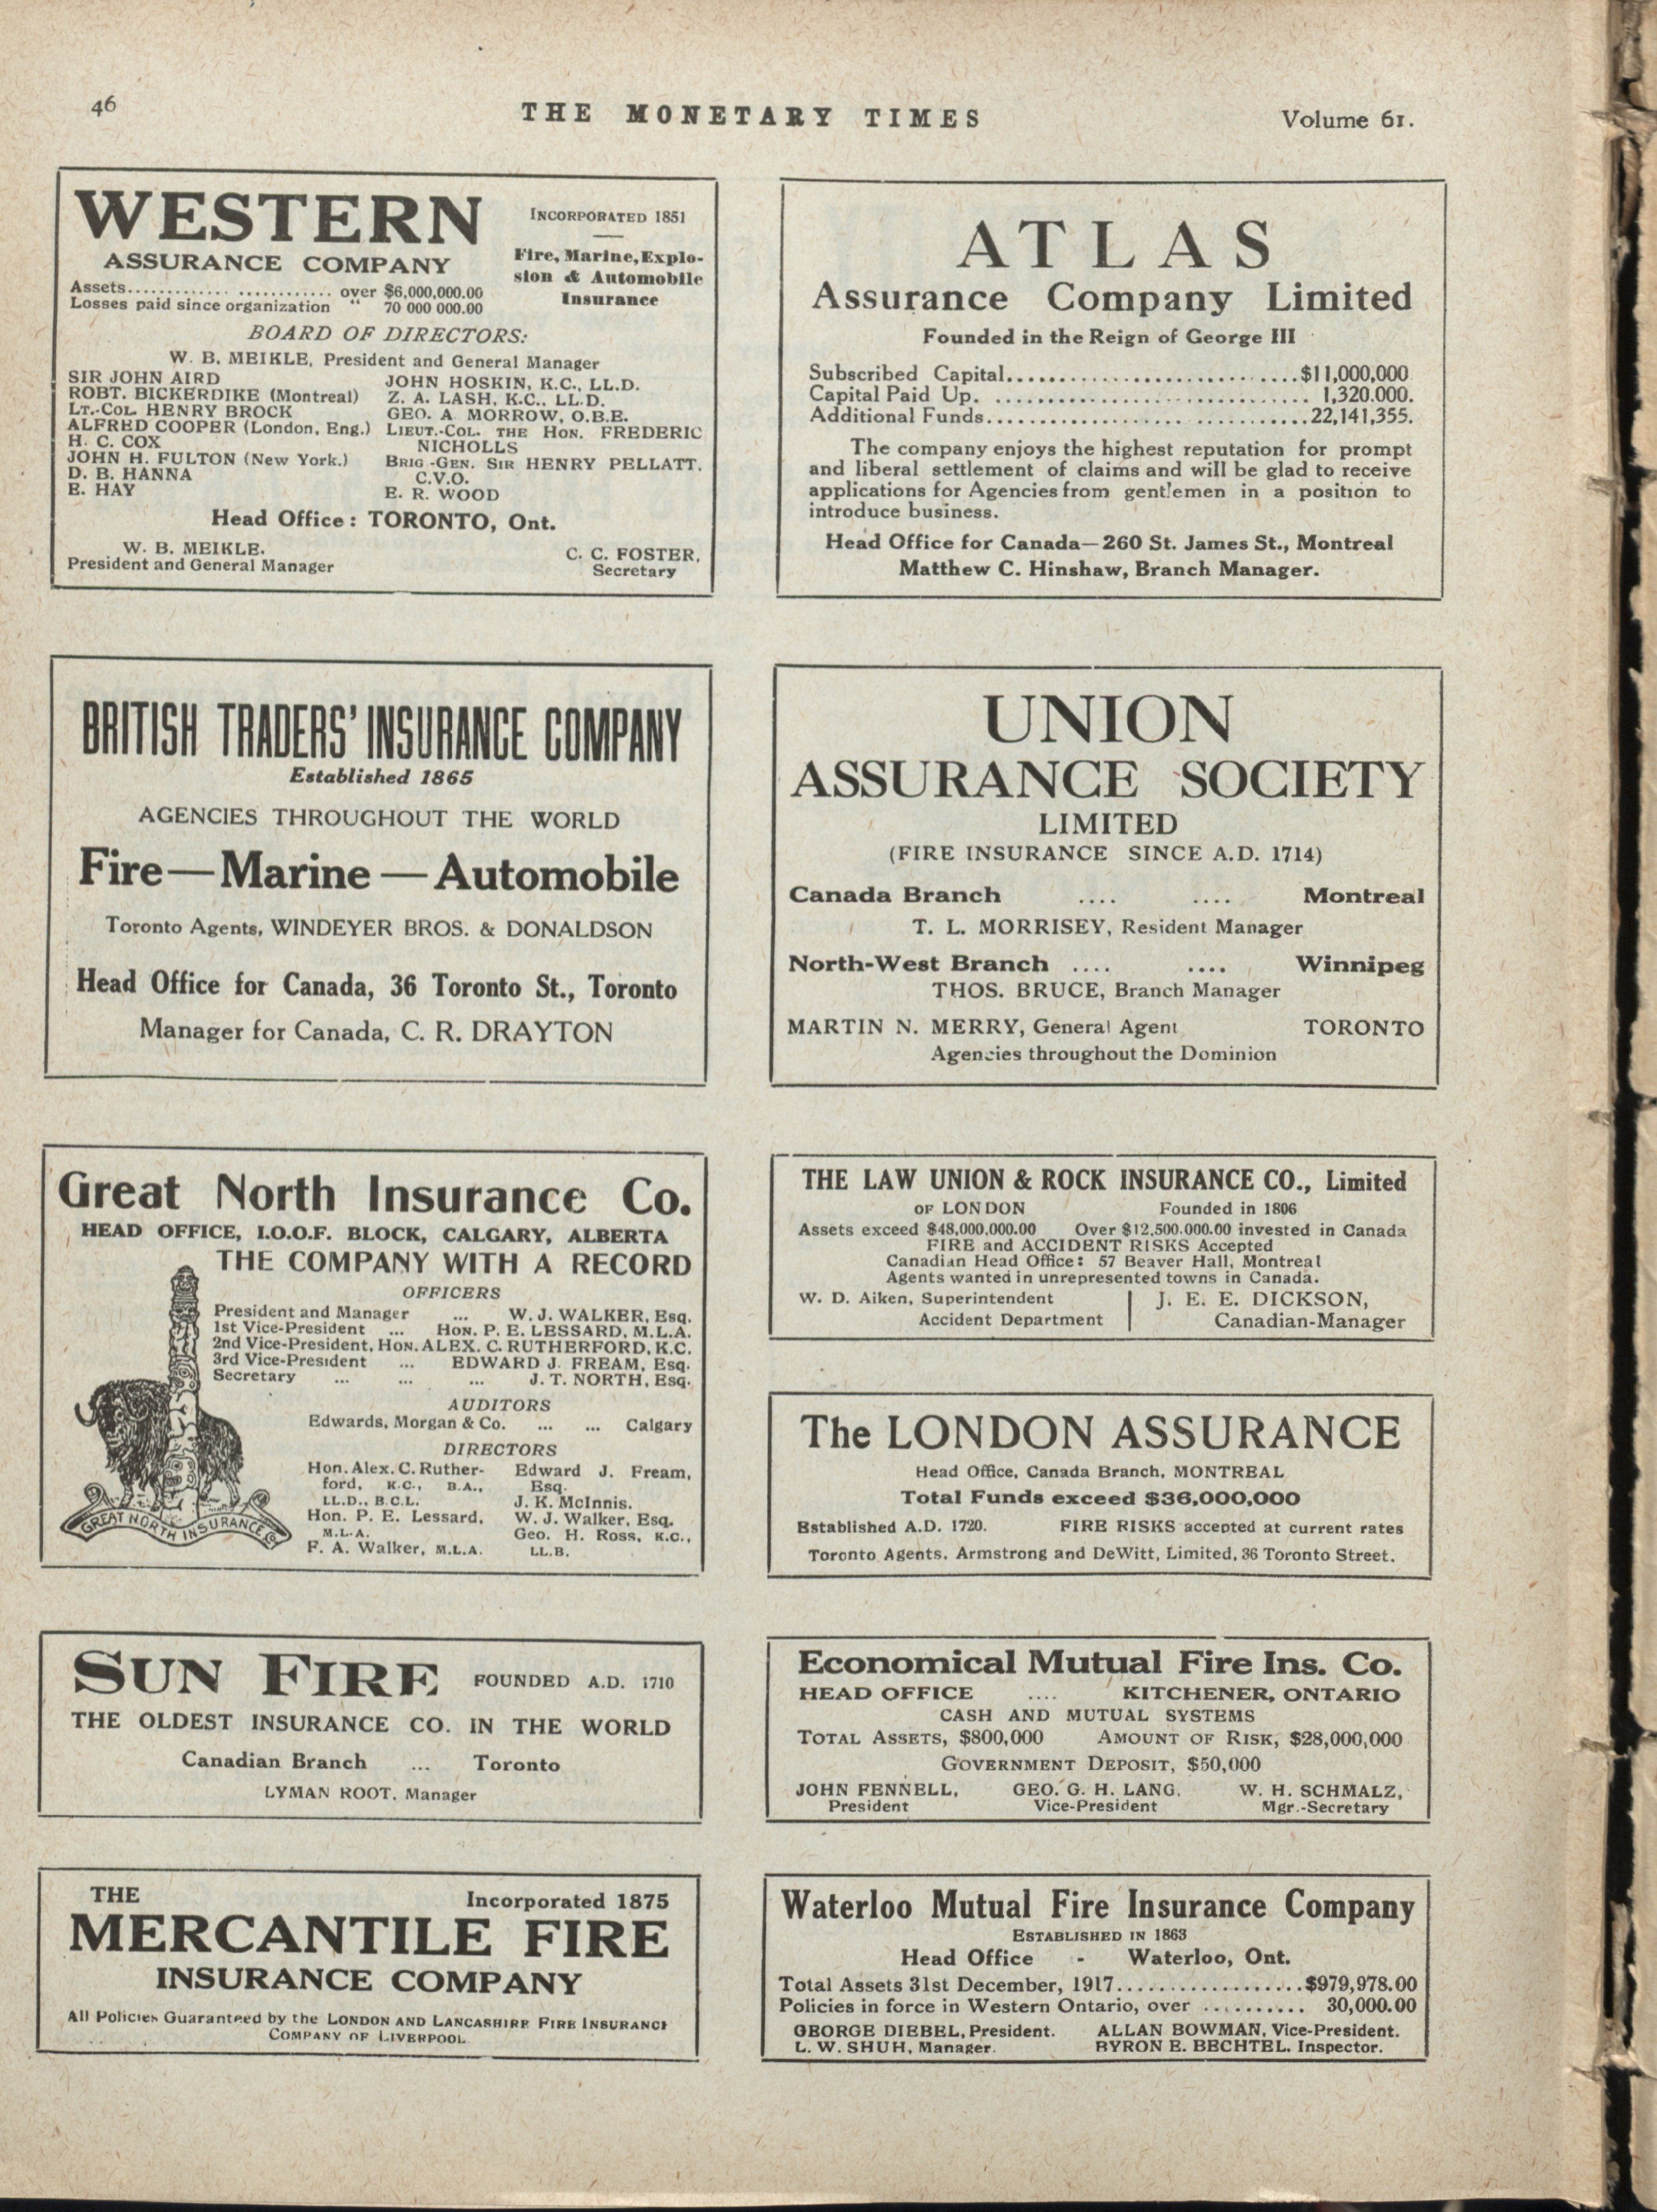 46
THE MONETARY TIMES
Volume 61.
WESTERN
ASSURANCE COMPANY
INCORPORATED 1851
Fire, Marine, Explo-
sion & Automobile
Insurance
Assets.......................... over $6,000,000.00
Losses paid since organization " 70 000 000.00
BOARD OF DIRECTORS:
W. B. MEIKLE, President and General Manager
SIR JOHN AIRD
ROBT. BICKERDIKE (Montreal)
LT.-COL. HENRY BROCK
ALFRED COOPER (London, Eng.)
H. C. COX
JOHN H. FULTON (New York.)
D. B. HANNA
E. HAY
JOHN HOSKIN, K.C., LL.D.
Z. A. LASH, K.C., LL.D.
GEO. A MORROW, O.B.E.
LIEUT.-COL. THE HON. FREDERIC
NICHOLLS
BRIG -GEN. SIR HENRY PELLATT,
C.V.O.
E. R. WOOD
Head Office: TORONTO, Ont.
W. B. MEIKLE.
President and General Manager
C. C. FOSTER,
Secretary
ATLAS
Assurance Company Limited
Founded in the Reign of George III
Subscribed Capital............................$11,000,000
Capital Paid Up. .............................. 1,320.000.
Additional Funds...............................22,141,355.
The company enjoys the highest reputation for prompt
and liberal settlement of claims and will be glad to receive
applications for Agencies from gentlemen in a position to
introduce business.
Head Office for Canada—260 St. James St., Montreal
Matthew C. Hinshaw, Branch Manager.
BRITISH TRADERS' INSURANCE COMPANY
Established 1865
AGENCIES THROUGHOUT THE WORLD
Fire—Marine—Automobile
Toronto Agents, WINDEYER BROS. & DONALDSON
Head Office for Canada, 36 Toronto St., Toronto
Manager for Canada, C. R. DRAYTON
UNION
ASSURANCE SOCIETY
LIMITED
(FIRE INSURANCE SINCE A.D. 1714)
Canada Branch .... .... Montreal
T. L. MORRISEY, Resident Manager
North-West Branch .... .... Winnipeg
THOS. BRUCE, Branch Manager
MARTIN N. MERRY, General Agent TORONTO
Agencies throughout the Dominion
Great North Insurance Co.
HEAD OFFICE, I.O.O.F. BLOCK, CALGARY, ALBERTA
THE COMPANY WITH A RECORD
OFFICERS
President and Manager ... W. J. WALKER, Esq.
1st Vice-President ... HON. P. E. LESSARD, M.L.A.
2nd Vice-President, HON. ALEX. C. RUTHERFORD, K.C.
3rd Vice-President ... EDWARD J. FREAM, Esq.
Secretary ... ... ... J. T. NORTH, Esq.
AUDITORS
Edwards, Morgan & Co. ... ... Calgary
DIRECTORS
Hon. Alex. C. Ruther-
ford, K.C., B.A.,
LL.D., B.C.L.
Hon. P. E. Lessard,
M.L.A.
F. A. Walker, M.L.A.
Edward J. Fream,
Esq.
J. K. McInnis.
W. J. Walker, Esq.
Geo. H. Ross, K.C.,
LL.B.
GREAT NORTH INSURANCE Co.
THE LAW UNION & ROCK INSURANCE CO., Limited
OF LONDON Founded in 1806
Assets exceed $48,000,000.00 Over $12,500.000.00 invested in Canada
FIRE and ACCIDENT RISKS Accepted
Canadian Head Office: 57 Beaver Hall, Montreal
Agents wanted in unrepresented towns in Canada.
W. D. Aiken, Superintendent
Accident Department
J. E. E. DICKSON,
Canadian-Manager
The LONDON ASSURANCE
Head Office, Canada Branch, MONTREAL
Total Funds exceed $36,000,000
Established A.D. 1720. FIRE RISKS accepted at current rates
Toronto Agents. Armstrong and DeWitt, Limited, 36 Toronto Street.
SUN FIRE FOUNDED A.D. 1710
THE OLDEST INSURANCE CO. IN THE WORLD
Canadian Branch ... Toronto
LYMAN ROOT, Manager
Economical Mutual Fire Ins. Co.
HEAD OFFICE .... KITCHENER, ONTARIO
CASH AND MUTUAL SYSTEMS
TOTAL ASSETS, $800,000 AMOUNT OF RISK, $28,000,000
GOVERNMENT DEPOSIT, $50,000
JOHN FENNELL,
President
GEO. G. H. LANG,
Vice-President
W. H. SCHMALZ,
Mgr.-Secretary
THE Incorporated 1875
MERCANTILE FIRE
INSURANCE COMPANY
All Policies Guaranteed by the LONDON AND LANCASHIRE FIRE INSURANCE
COMPANY OF LIVERPOOL
Waterloo Mutual Fire Insurance Company
ESTABLISHED IN 1863
Head Office - Waterloo, Ont.
Total Assets 31st December, 1917...................$979,978.00
Policies in force in Western Ontario, over .......... 30,000.00
GEORGE DIEBEL, President. ALLAN BOWMAN, Vice-President.
L. W. SHUH, Manager. BYRON E. BECHTEL, Inspector.